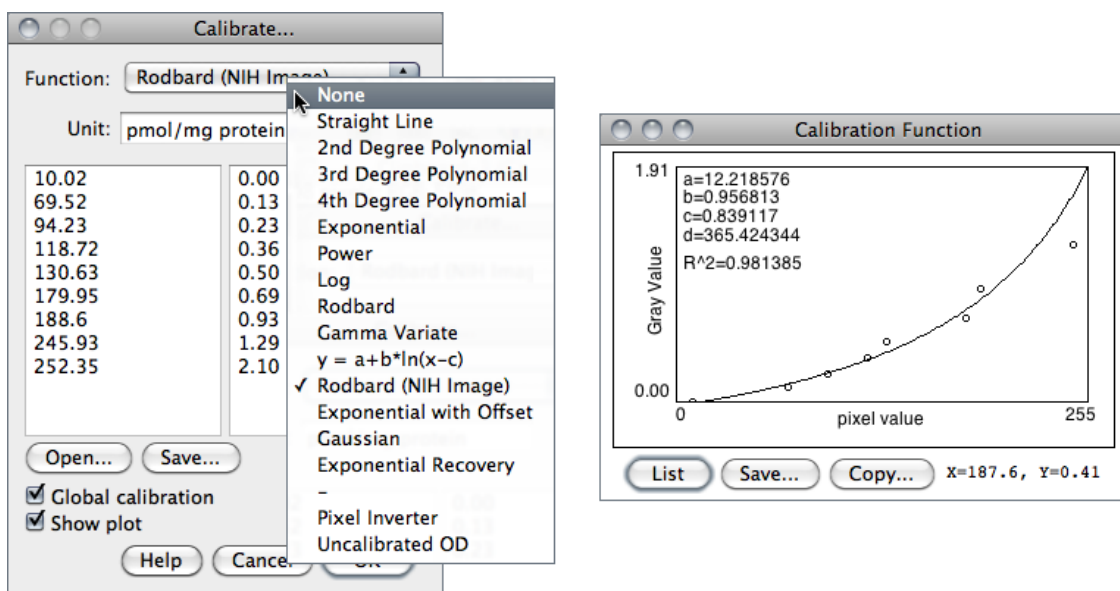 Calibrate...
Function: Rodbard (NIH Image)
Unit: pmol/mg protein
10.02 0.00
69.52 0.13
94.23 0.23
118.72 0.36
130.63 0.50
179.95 0.69
188.6 0.93
245.93 1.29
252.35 2.10
Open... Save...
Global calibration
Show plot
Help Cancel OK
None
Straight Line
2nd Degree Polynomial
3rd Degree Polynomial
4th Degree Polynomial
Exponential
Power
Log
Rodbard
Gamma Variate
y = a+b*ln(x-c)
✓ Rodbard (NIH Image)
Exponential with Offset
Gaussian
Exponential Recovery
–
Pixel Inverter
Uncalibrated OD
Calibration Function
1.91
a=12.218576
b=0.956813
c=0.839117
d=365.424344
R^2=0.981385
Gray Value
0.00
0 pixel value 255
List Save... Copy... X=187.6, Y=0.41